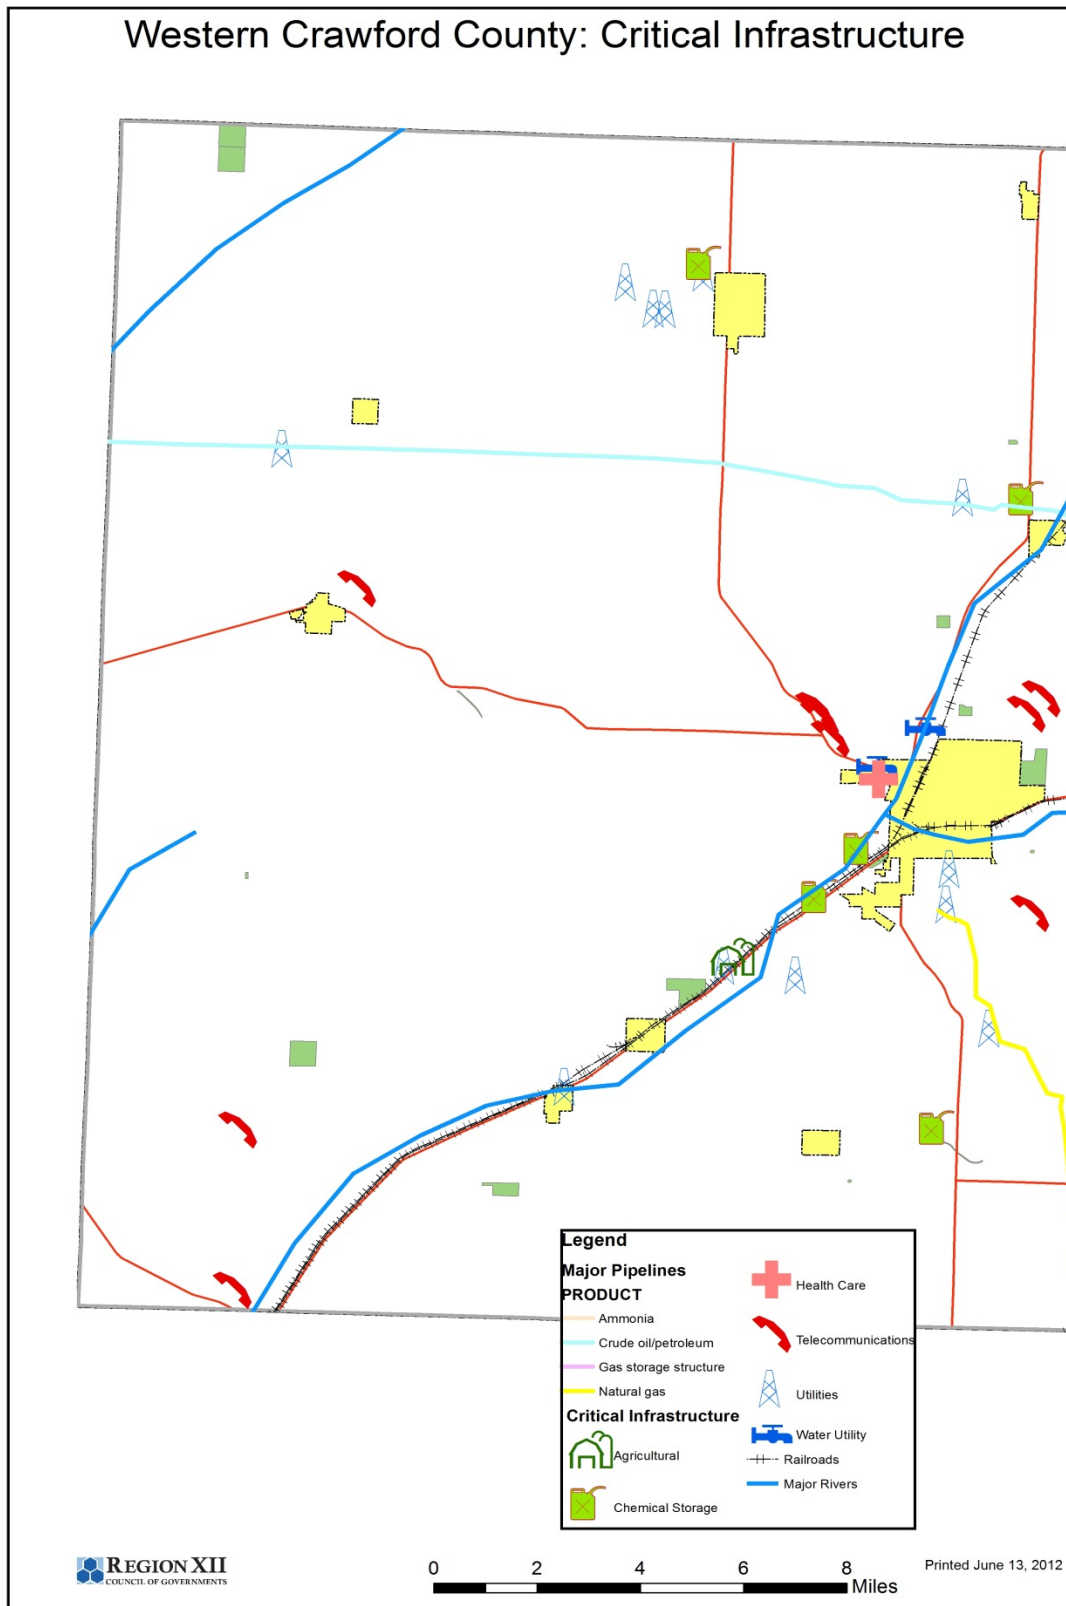 Western Crawford County: Critical Infrastructure
Legend
Major Pipelines
PRODUCT
Ammonia
Crude oil/petroleum
Gas storage structure
Natural gas
Critical Infrastructure
Agricultural
Chemical Storage
Health Care
Telecommunications
Utilities
Water Utility
Railroads
Major Rivers
REGION XII
COUNCIL OF GOVERNMENTS
0 2 4 6 8
Miles
Printed June 13, 2012